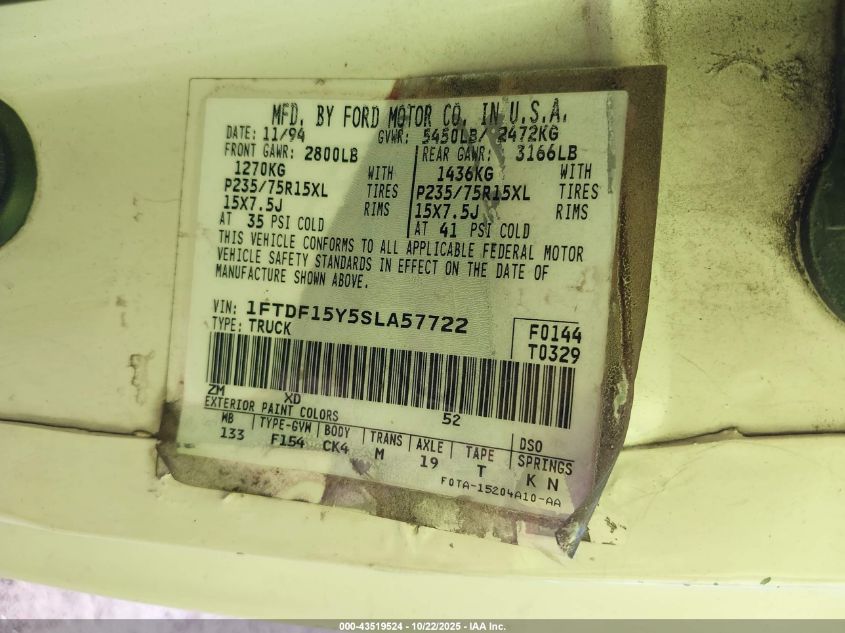 MFD. BY FORD MOTOR CO. IN U.S.A.
DATE: 11/94 GVWR: 5450LB/ 2472KG
FRONT GAWR: 2800LB REAR GAWR: 3166LB
1270KG WITH 1436KG WITH
P235/75R15XL TIRES P235/75R15XL TIRES
15X7.5J RIMS 15X7.5J RIMS
AT 35 PSI COLD AT 41 PSI COLD
THIS VEHICLE CONFORMS TO ALL APPLICABLE FEDERAL MOTOR
VEHICLE SAFETY STANDARDS IN EFFECT ON THE DATE OF
MANUFACTURE SHOWN ABOVE.
VIN: 1FTDF15Y5SLA57722
TYPE: TRUCK
F0144
T0329
ZM XD 52
EXTERIOR PAINT COLORS DSO
WB TYPE-GVW BODY TRANS AXLE TAPE SPRINGS
133 F154 CK4 M 19 T K N
F0TA-15204A10-AA
000-43519524 | 10/22/2025 | IAA Inc.